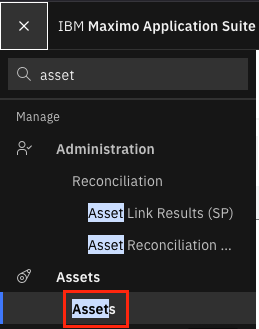 IBM Maximo Application Suite
asset
Manage
Administration
Reconciliation
Asset Link Results (SP)
Asset Reconciliation ...
Assets
Assets